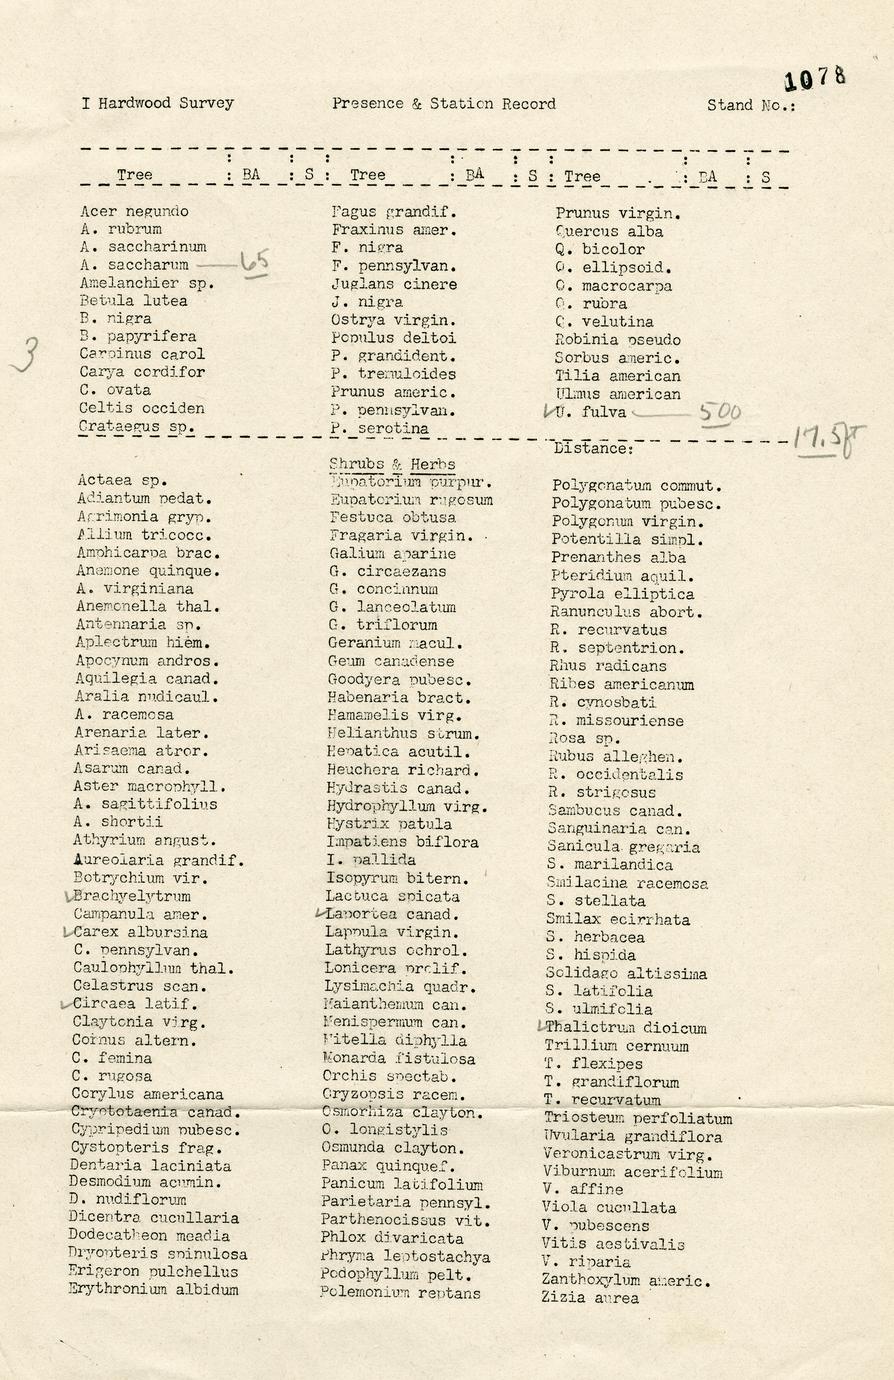 1078
I Hardwood Survey Presence & Station Record Stand No.:
Tree : BA : S : Tree : BA : S : Tree : BA : S
Acer negundo
A. rubrum
A. saccharinum
A. saccharum 65
Amelanchier sp.
Betula lutea
B. nigra
B. papyrifera
3
Carpinus carol
Carya cordifor
C. ovata
Celtis occiden
Crataegus sp.
Fagus grandif.
Fraxinus amer.
F. nigra
F. pennsylvan.
Juglans cinere
J. nigra
Ostrya virgin.
Populus deltoi
P. grandident.
P. tremuloides
Prunus americ.
P. pennsylvan.
P. serotina
Prunus virgin.
Quercus alba
Q. bicolor
Q. ellipsoid.
Q. macrocarpa
Q. rubra
Q. velutina
Robinia pseudo
Sorbus americ.
Tilia american
Ulmus american
✓U. fulva 500
Distance: 17.5ft
Shrubs & Herbs
Actaea sp.
Adiantum pedat.
Agrimonia gryp.
Allium tricocc.
Amphicarpa brac.
Anemone quinque.
A. virginiana
Anemonella thal.
Antennaria sp.
Aplectrum hiem.
Apocynum andros.
Aquilegia canad.
Aralia nudicaul.
A. racemosa
Arenaria later.
Arisaema atror.
Asarum canad.
Aster macrophyll.
A. sagittifolius
A. shortii
Athyrium angust.
Aureolaria grandif.
Botrychium vir.
✓Brachyelytrum
Campanula amer.
✓Carex albursina
C. pennsylvan.
Caulophyllum thal.
Celastrus scan.
✓Circaea latif.
Claytonia virg.
Cornus altern.
C. femina
C. rugosa
Corylus americana
Cryptotaenia canad.
Cypripedium pubesc.
Cystopteris frag.
Dentaria laciniata
Desmodium acumin.
D. nudiflorum
Dicentra cucullaria
Dodecatheon meadia
Dryopteris spinulosa
Erigeron pulchellus
Erythronium albidum
Eupatorium purpur.
Eupatorium rugosum
Festuca obtusa
Fragaria virgin.
Galium aparine
G. circaezans
G. concinnum
G. lanceolatum
G. triflorum
Geranium macul.
Geum canadense
Goodyera pubesc.
Habenaria bract.
Hamamelis virg.
Helianthus strum.
Hepatica acutil.
Heuchera richard.
Hydrastis canad.
Hydrophyllum virg.
Hystrix patula
Impatiens biflora
I. pallida
Isopyrum bitern.
Lactuca spicata
✓Laportea canad.
Lappula virgin.
Lathyrus ochrol.
Lonicera prolif.
Lysimachia quadr.
Maianthemum can.
Menispermum can.
Mitella diphylla
Monarda fistulosa
Orchis spectab.
Oryzopsis racem.
Osmorhiza clayton.
O. longistylis
Osmunda clayton.
Panax quinquef.
Panicum latifolium
Parietaria pennsyl.
Parthenocissus vit.
Phlox divaricata
Phryma leptostachya
Podophyllum pelt.
Polemonium reptans
Polygonatum commut.
Polygonatum pubesc.
Polygonum virgin.
Potentilla simpl.
Prenanthes alba
Pteridium aquil.
Pyrola elliptica
Ranunculus abort.
R. recurvatus
R. septentrion.
Rhus radicans
Ribes americanum
R. cynosbati
R. missouriense
Rosa sp.
Rubus alleghen.
R. occidentalis
R. strigosus
Sambucus canad.
Sanguinaria can.
Sanicula gregaria
S. marilandica
Smilacina racemosa
S. stellata
Smilax ecirrhata
S. herbacea
S. hispida
Solidago altissima
S. latifolia
S. ulmifolia
✓Thalictrum dioicum
Trillium cernuum
T. flexipes
T. grandiflorum
T. recurvatum
Triosteum perfoliatum
Uvularia grandiflora
Veronicastrum virg.
Viburnum acerifolium
V. affine
Viola cucullata
V. pubescens
Vitis aestivalis
V. riparia
Zanthoxylum americ.
Zizia aurea